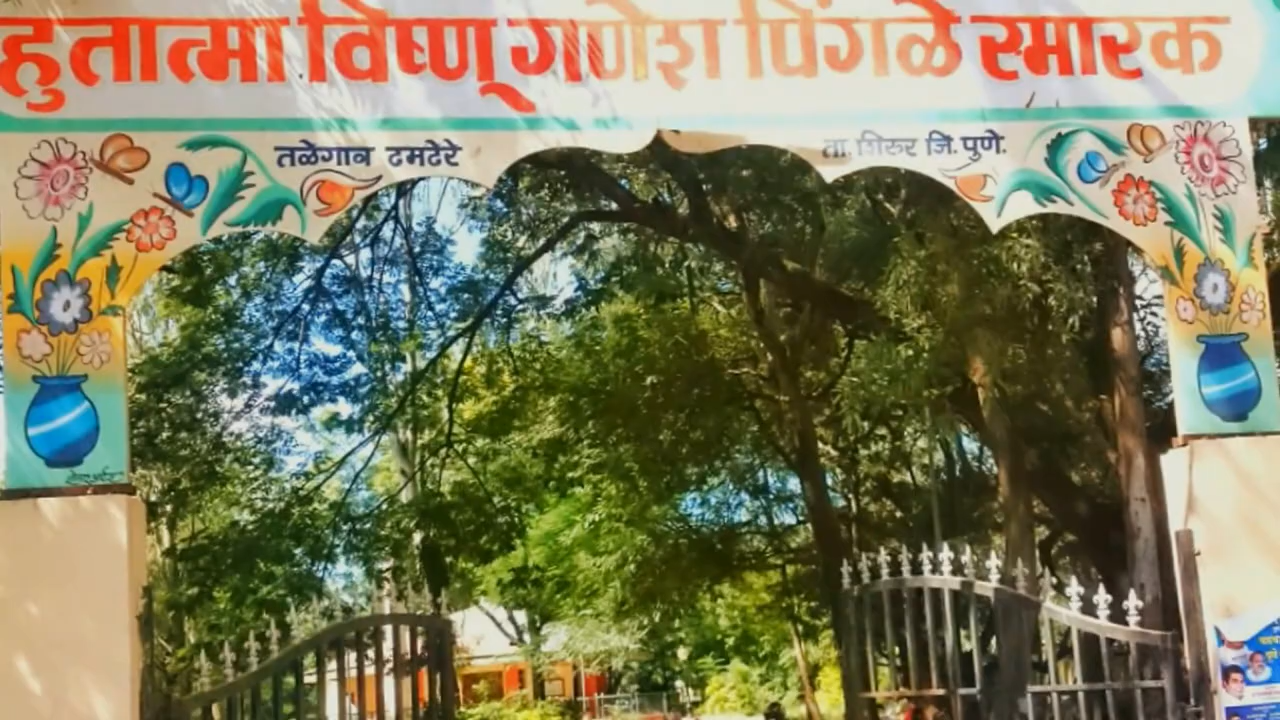 हुतात्मा विष्णु गणेश पिंगळे स्मारक
तळेगाव ढमढेरे
ता. शिरुर जि. पुणे.